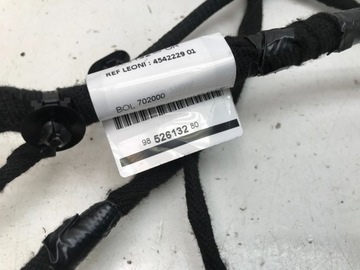 REF LEONI : 4542229 01
BOL 702000
98 526132 80